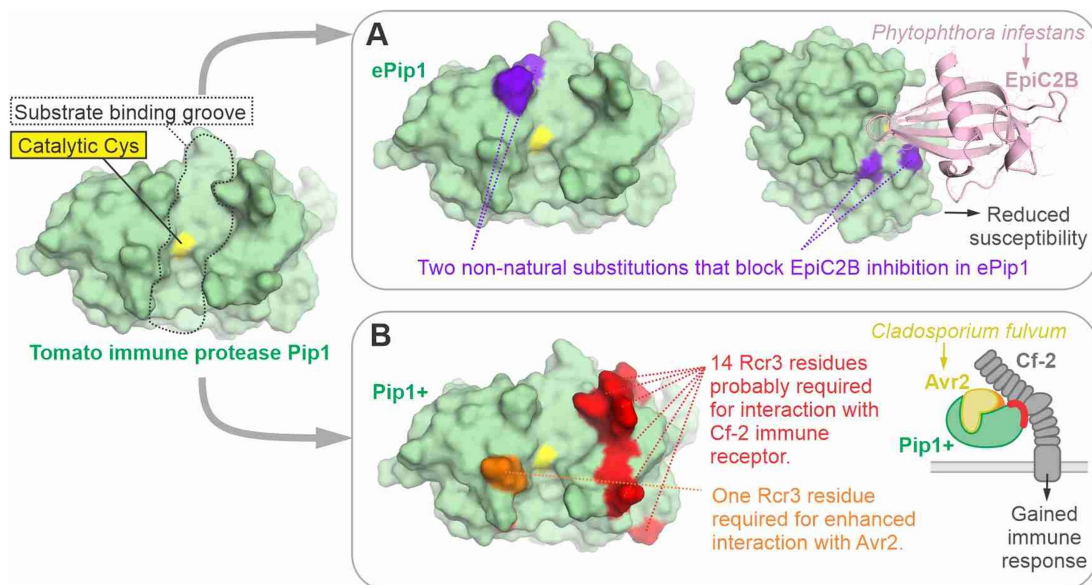 Substrate binding groove
Catalytic Cys
Tomato immune protease Pip1
A
ePip1
Phytophthora infestans
EpiC2B
Reduced
susceptibility
Two non-natural substitutions that block EpiC2B inhibition in ePip1
B
Pip1+
14 Rcr3 residues
probably required
for interaction with
Cf-2 immune
receptor.
One Rcr3 residue
required for enhanced
interaction with Avr2.
Cladosporium fulvum
Cf-2
Avr2
Pip1+
Gained
immune
response